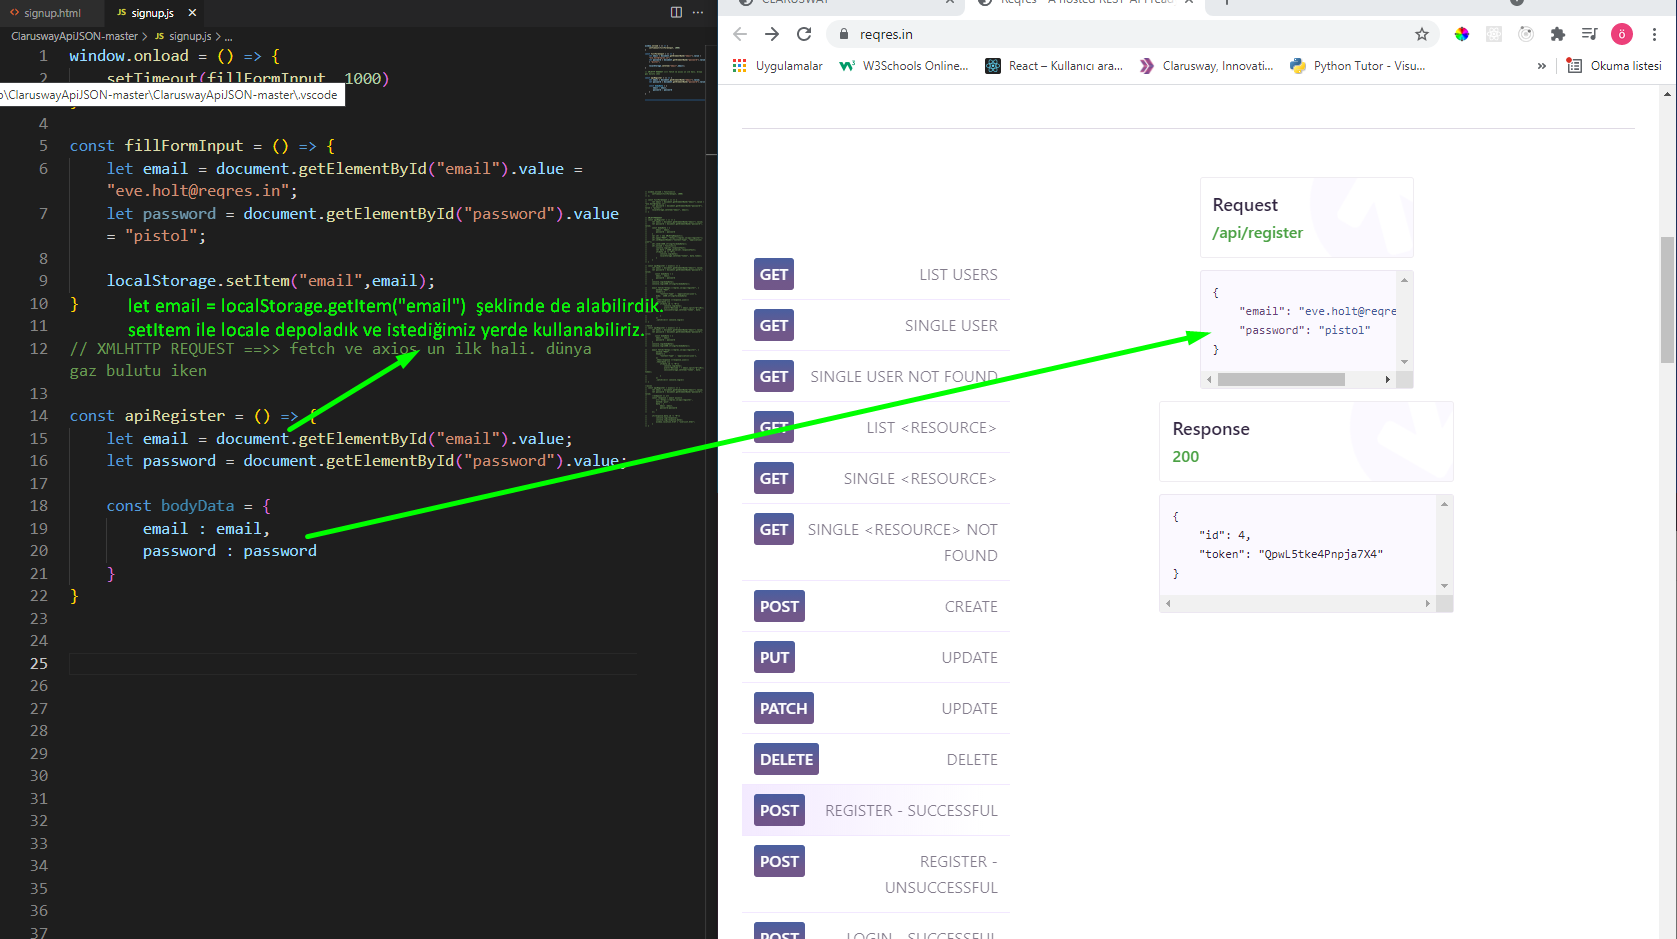 signup.html
JS signup.js ×
ClaruswayApiJSON-master > JS signup.js > ...
1 window.onload = () => {
2 setTimeout(fillFormInput, 1000)
p\ClaruswayApiJSON-master\ClaruswayApiJSON-master\.vscode
4
5 const fillFormInput = () => {
6 let email = document.getElementById("email").value =
"eve.holt@reqres.in";
7 let password = document.getElementById("password").value
= "pistol";
8
9 localStorage.setItem("email",email);
10 }
let email = localStorage.getItem("email") şeklinde de alabilirdik.
11
setItem ile locale depoladık ve istediğimiz yerde kullanabiliriz.
12 // XMLHTTP REQUEST ==>> fetch ve axios un ilk hali. dünya
gaz bulutu iken
13
14 const apiRegister = () => {
15 let email = document.getElementById("email").value;
16 let password = document.getElementById("password").value;
17
18 const bodyData = {
19 email : email,
20 password : password
21 }
22 }
23
24
25
26
27
28
29
30
31
32
33
34
35
36
37
CLARUSWAY
Reqres - A hosted REST-API read
reqres.in
ö
Uygulamalar
W3Schools Online...
React – Kullanıcı ara...
Clarusway, Innovati...
Python Tutor - Visu...
»
Okuma listesi
GET LIST USERS
GET SINGLE USER
GET SINGLE USER NOT FOUND
GET LIST <RESOURCE>
GET SINGLE <RESOURCE>
GET SINGLE <RESOURCE> NOT
FOUND
POST CREATE
PUT UPDATE
PATCH UPDATE
DELETE DELETE
POST REGISTER - SUCCESSFUL
POST REGISTER -
UNSUCCESSFUL
POST LOGIN - SUCCESSFUL
Request
/api/register
{
"email": "eve.holt@reqre
"password": "pistol"
}
Response
200
{
"id": 4,
"token": "QpwL5tke4Pnpja7X4"
}